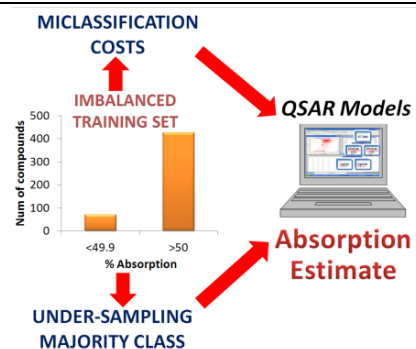 MICLASSIFICATION
COSTS
IMBALANCED
TRAINING SET
500
400
300
200
100
0
Num of compounds
<49.9
>50
% Absorption
UNDER-SAMPLING
MAJORITY CLASS
QSAR Models
Absorption
Estimate